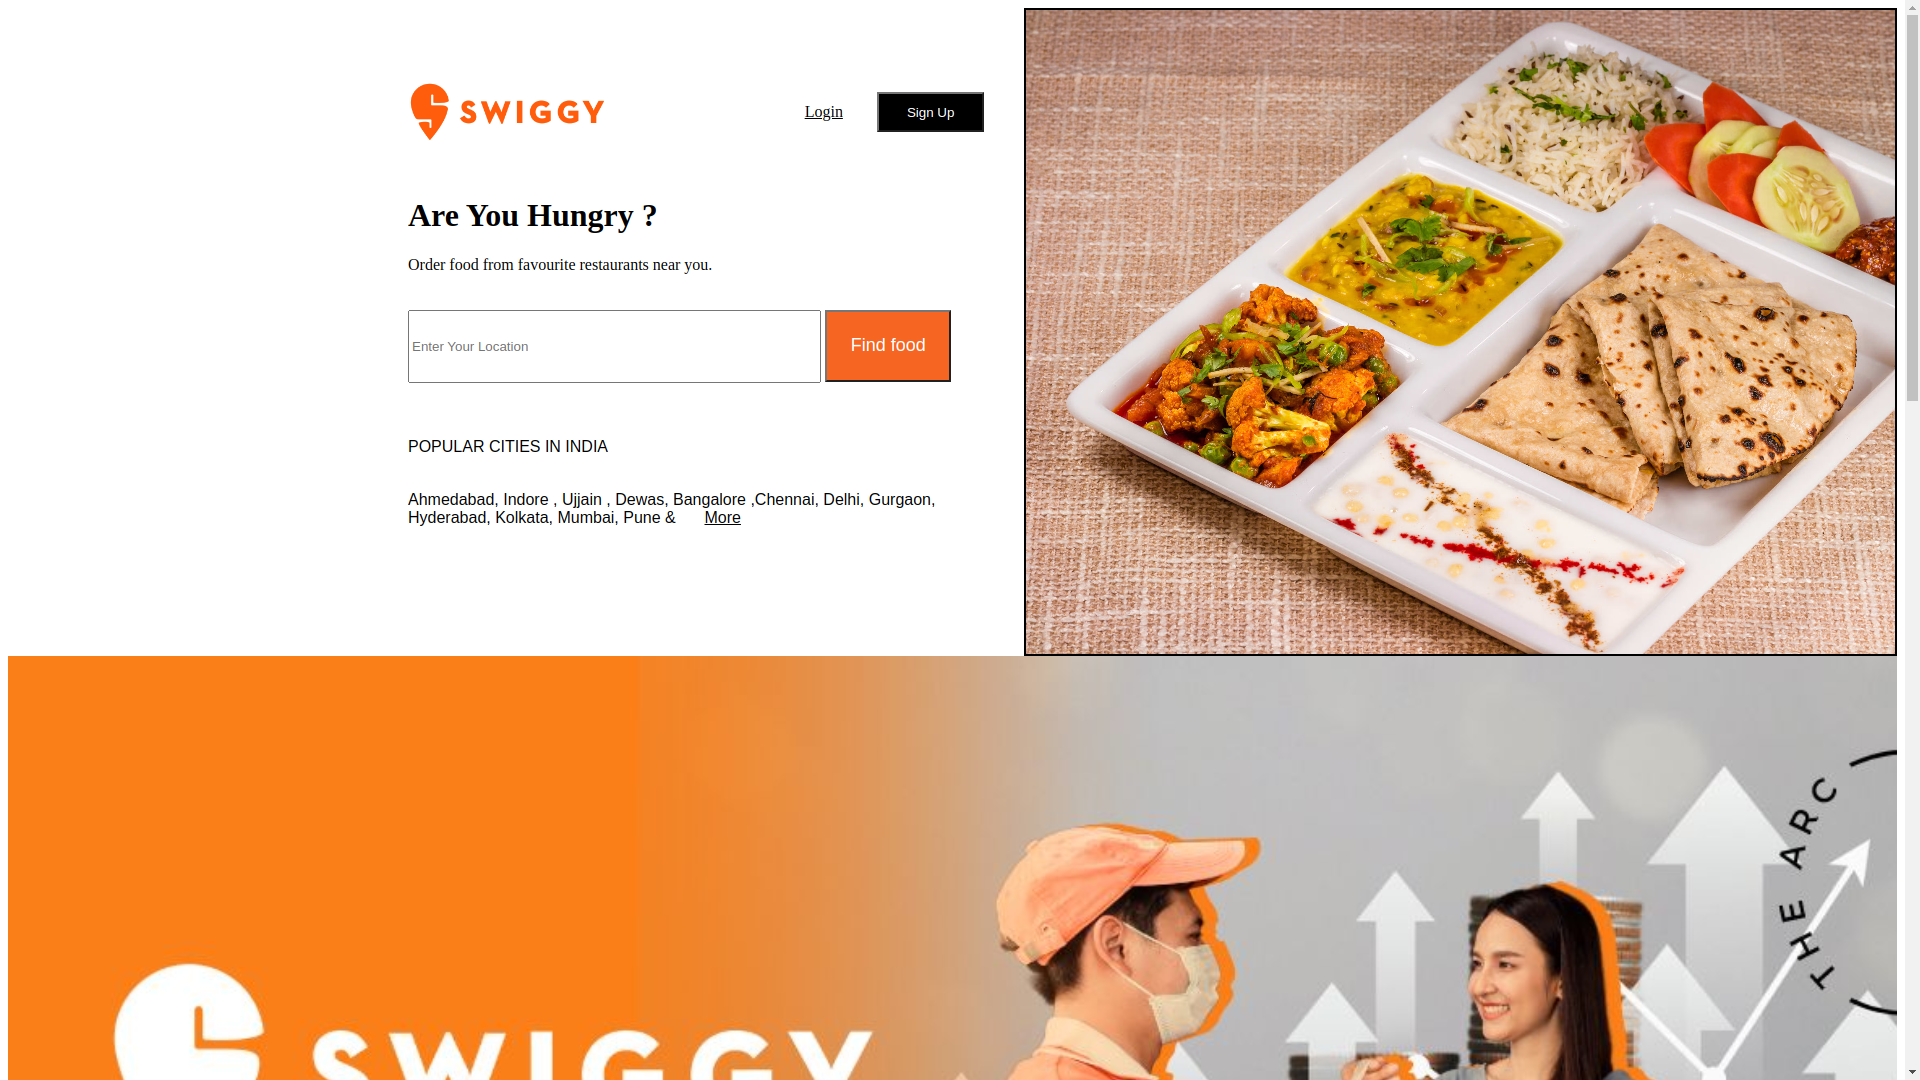 SWIGGY
Login
Sign Up
Are You Hungry ?
Order food from favourite restaurants near you.
Enter Your Location
Find food
POPULAR CITIES IN INDIA
Ahmedabad, Indore , Ujjain , Dewas, Bangalore ,Chennai, Delhi, Gurgaon,
Hyderabad, Kolkata, Mumbai, Pune & More
THE ARC
SWIGGY